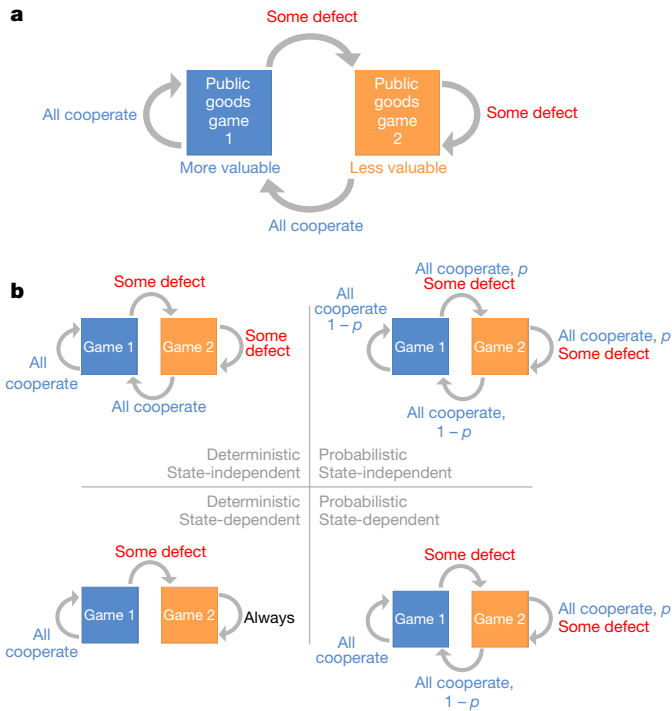 a
Some defect
Public
goods
game
1
Public
goods
game
2
All cooperate
Some defect
More valuable
Less valuable
All cooperate
b
Some defect
Game 1
Game 2
Some
defect
All
cooperate
All cooperate
All cooperate, p
Some defect
All
cooperate
1 – p
Game 1
Game 2
All cooperate, p
Some defect
All cooperate,
1 – p
Deterministic
State-independent
Probabilistic
State-independent
Deterministic
State-dependent
Probabilistic
State-dependent
Some defect
Game 1
Game 2
Always
All
cooperate
Some defect
Game 1
Game 2
All cooperate, p
Some defect
All
cooperate
All cooperate,
1 – p